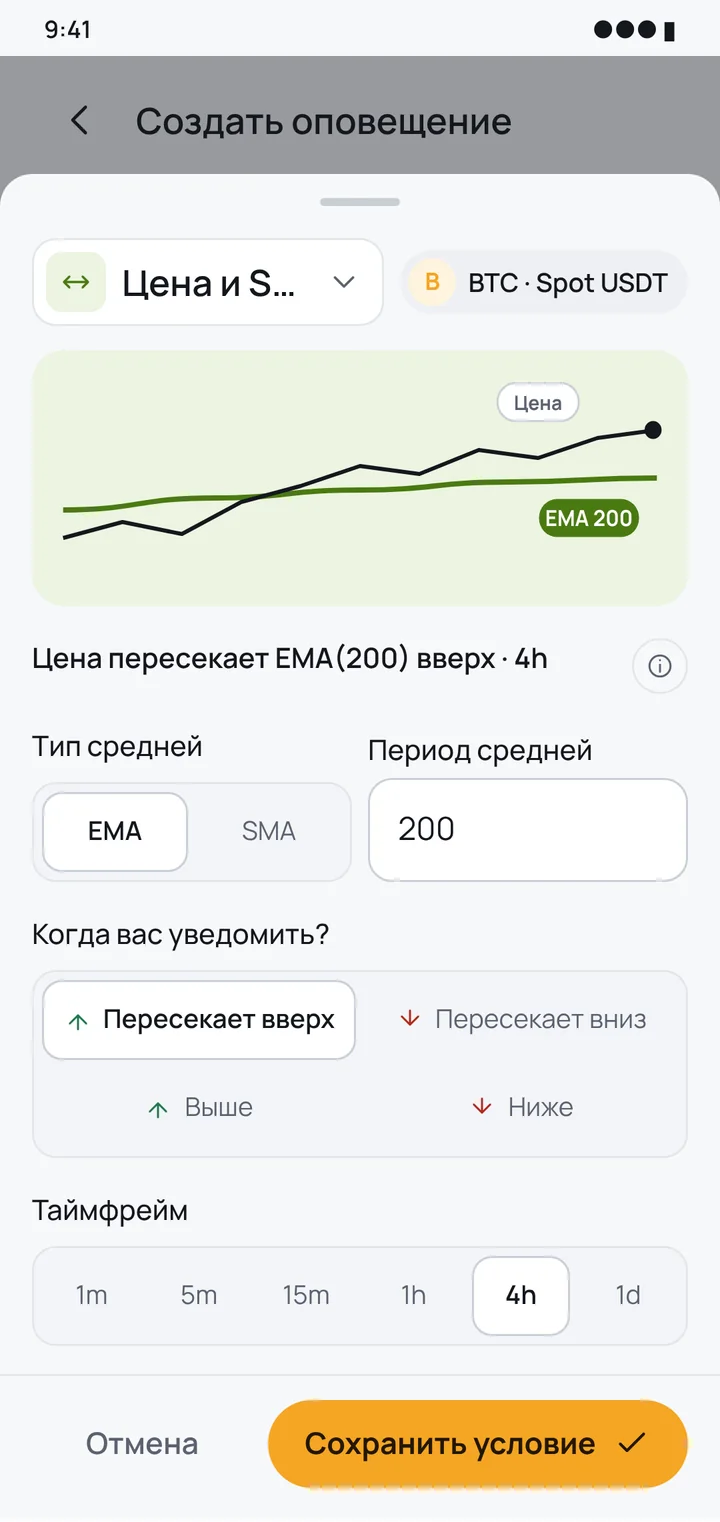 9:41
Создать оповещение
Цена и S...
B BTC · Spot USDT
Цена
EMA 200
Цена пересекает EMA(200) вверх · 4h
Тип средней
Период средней
EMA SMA
200
Когда вас уведомить?
Пересекает вверх Пересекает вниз
Выше Ниже
Таймфрейм
1m 5m 15m 1h 4h 1d
Отмена Сохранить условие